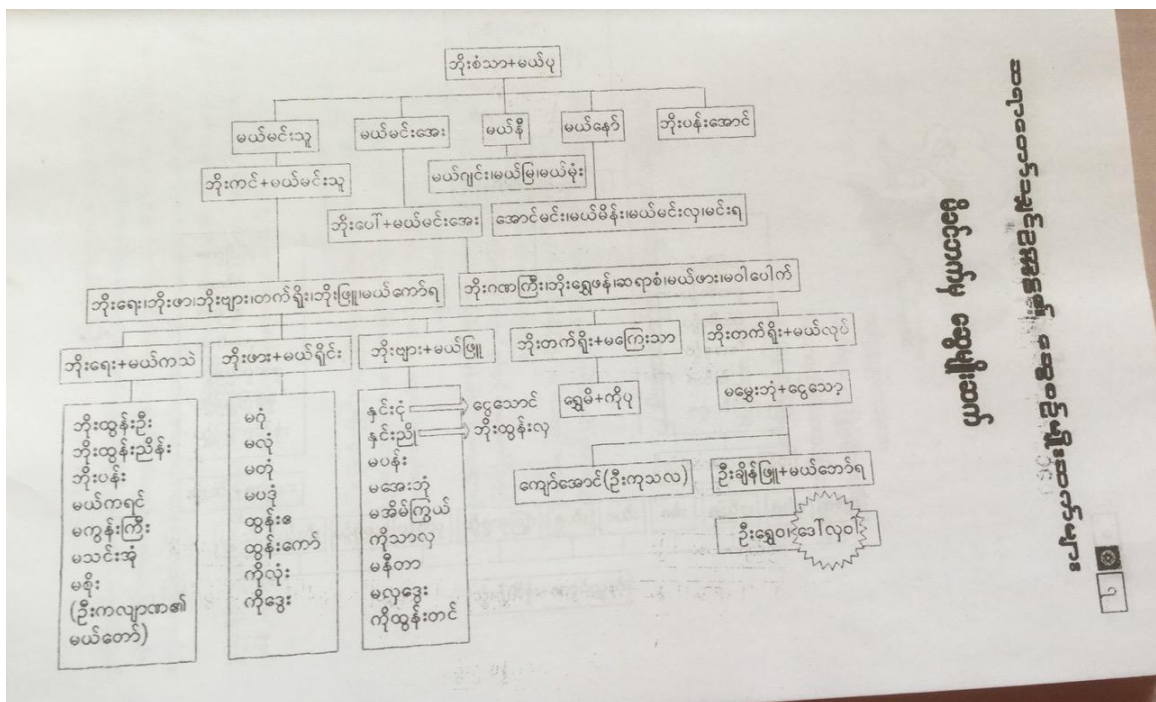 ဘိုးစံသာ+မယ်ပု
မယ်မင်းသူ
မယ်မင်းအေး
မယ်နီ
မယ်နော်
ဘိုးပန်းအောင်
ဘိုးကင်+မယ်မင်းသူ
မယ်ဂျင်း၊မယ်မြ၊မယ်မုံး
ဘိုးပေါ်+မယ်မင်းအေး
အောင်မင်း၊မယ်မိန်း၊မယ်မင်းလှ၊မင်းရ
ဘိုးရေး၊ဘိုးဖာ၊ဘိုးဗျား၊တက်ရိူး၊ဘိုးဖြူ၊မယ်ကော်ရ
ဘိုးဂဏကြီး၊ဘိုးရွှေဖန်၊ဆရာစံ၊မယ်ဖား၊မဝါပေါက်
ဘိုးရေး+မယ်ကသဲ
ဘိုးဖား+မယ်ရှိုင်း
ဘိုးဗျား+မယ်ဖြူ
ဘိုးတက်ရိူး+မကြေးသာ
ဘိုးတက်ရိူး+မယ်လုပ်
ဘိုးထွန်းဦး
ဘိုးထွန်းညိန်း
ဘိုးပန်း
မယ်ကရင်
မကွန်းကြီး
မသင်းအုံ
မစိုး
(ဦးကလျာဏ၏
မယ်တော်)
မဂုံ
မလုံ
မတုံ
မပဒုံ
ထွန်းဧ
ထွန်းကော်
ကိုလုံး
ကိုဒွေး
နှင်းငုံ ငွေသောင်
နှင်းညို ဘိုးထွန်းလှ
မပန်း
မအေးဘုံ
မအိမ်ကြွယ်
ကိုသာလှ
မနီတာ
မလှဒွေး
ကိုထွန်းတင်
ရွှေမိ+ကိုပု
မမွှေးဘုံ+ငွေသော့
ကျော်အောင်(ဦးကုသလ)
ဦးချိန်ဖြူ+မယ်ဘော်ရ
ဦးရွှေဝ၊ဒေါ်လှဝါ